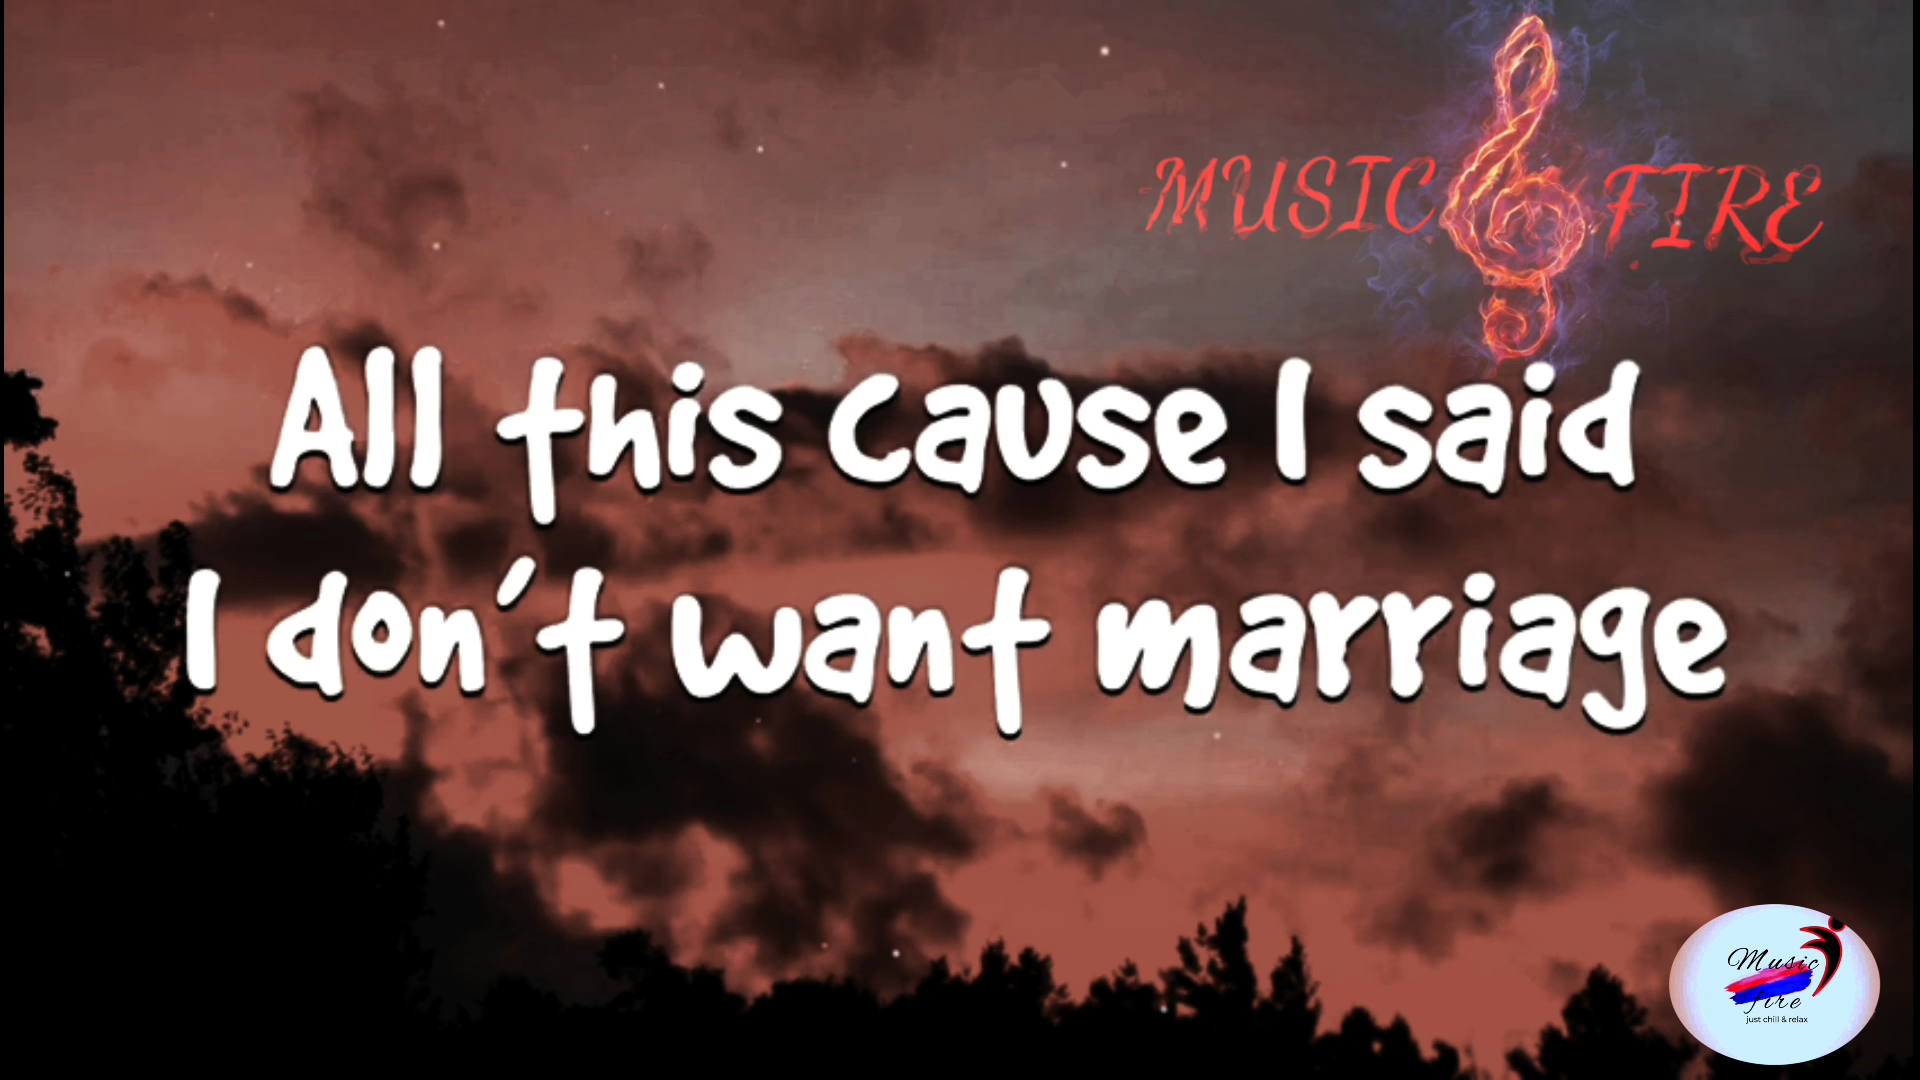 MUSIC FIRE
All this cause I said
I don't want marriage
Music
fire
just chill & relax